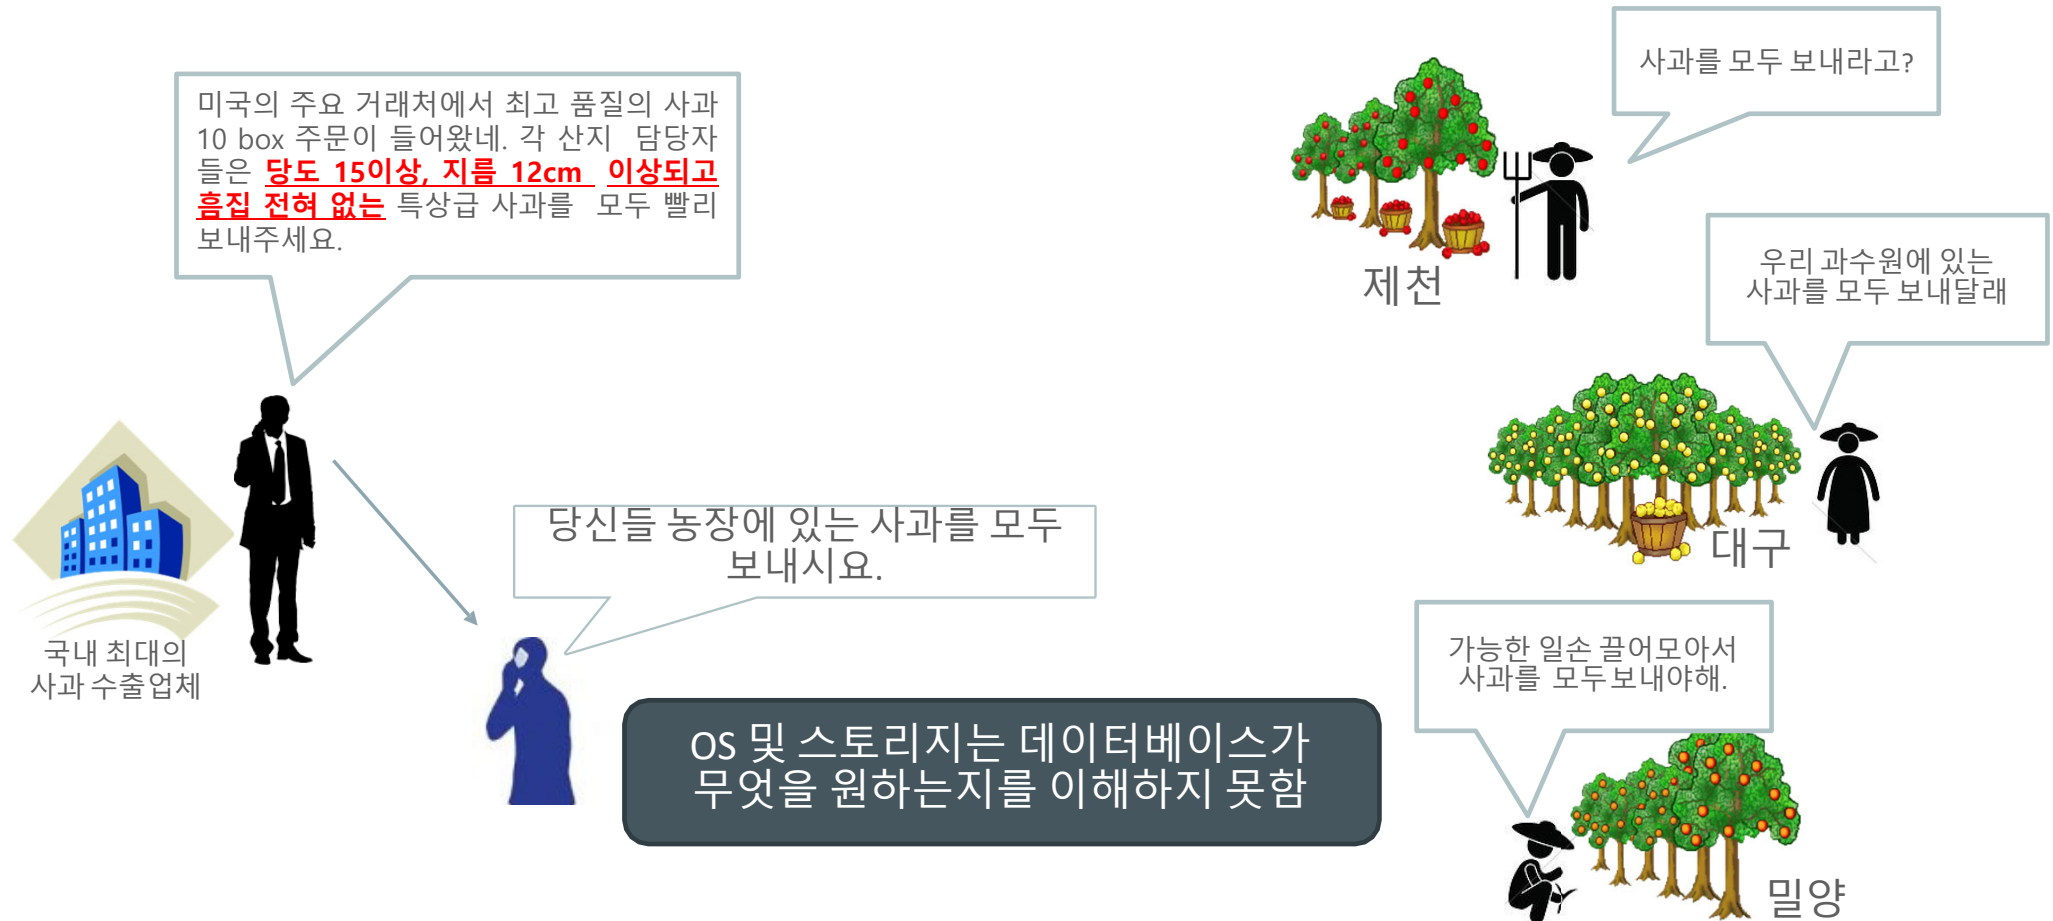 미국의 주요 거래처에서 최고 품질의 사과
10 box 주문이 들어왔네. 각 산지 담당자
들은 당도 15이상, 지름 12cm 이상되고
흠집 전혀 없는 특상급 사과를 모두 빨리
보내주세요.
국내 최대의
사과 수출업체
당신들 농장에 있는 사과를 모두
보내시요.
OS 및 스토리지는 데이터베이스가
무엇을 원하는지를 이해하지 못함
사과를 모두 보내라고?
제천
우리 과수원에 있는
사과를 모두 보내달래
대구
가능한 일손 끌어모아서
사과를 모두 보내야해.
밀양